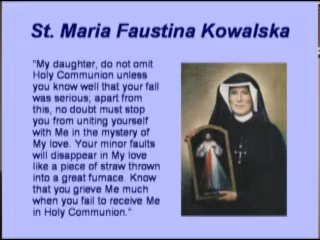 St. Maria Faustina Kowalska
"My daughter, do not omit
Holy Communion unless
you know well that your fall
was serious; apart from
this, no doubt must stop
you from uniting yourself
with Me in the mystery of
My love. Your minor faults
will disappear in My love
like a piece of straw thrown
into a great furnace. Know
that you grieve Me much
when you fail to receive Me
in Holy Communion."